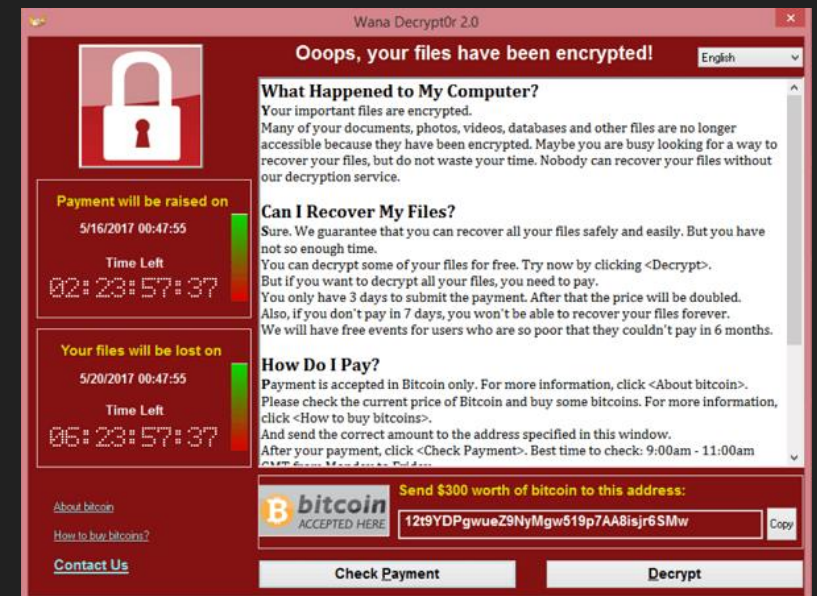 Wana Decrypt0r 2.0
Ooops, your files have been encrypted!
English
What Happened to My Computer?
Your important files are encrypted.
Many of your documents, photos, videos, databases and other files are no longer
accessible because they have been encrypted. Maybe you are busy looking for a way to
recover your files, but do not waste your time. Nobody can recover your files without
our decryption service.
Can I Recover My Files?
Sure. We guarantee that you can recover all your files safely and easily. But you have
not so enough time.
You can decrypt some of your files for free. Try now by clicking <Decrypt>.
But if you want to decrypt all your files, you need to pay.
You only have 3 days to submit the payment. After that the price will be doubled.
Also, if you don't pay in 7 days, you won't be able to recover your files forever.
We will have free events for users who are so poor that they couldn't pay in 6 months.
How Do I Pay?
Payment is accepted in Bitcoin only. For more information, click <About bitcoin>.
Please check the current price of Bitcoin and buy some bitcoins. For more information,
click <How to buy bitcoins>.
And send the correct amount to the address specified in this window.
After your payment, click <Check Payment>. Best time to check: 9:00am - 11:00am
GMT from Monday to Friday
Payment will be raised on
5/16/2017 00:47:55
Time Left
02:23:57:37
Your files will be lost on
5/20/2017 00:47:55
Time Left
06:23:57:37
About bitcoin
How to buy bitcoins?
Contact Us
bitcoin
ACCEPTED HERE
Send $300 worth of bitcoin to this address:
12t9YDPgwueZ9NyMgw519p7AA8isjr6SMw
Copy
Check Payment
Decrypt